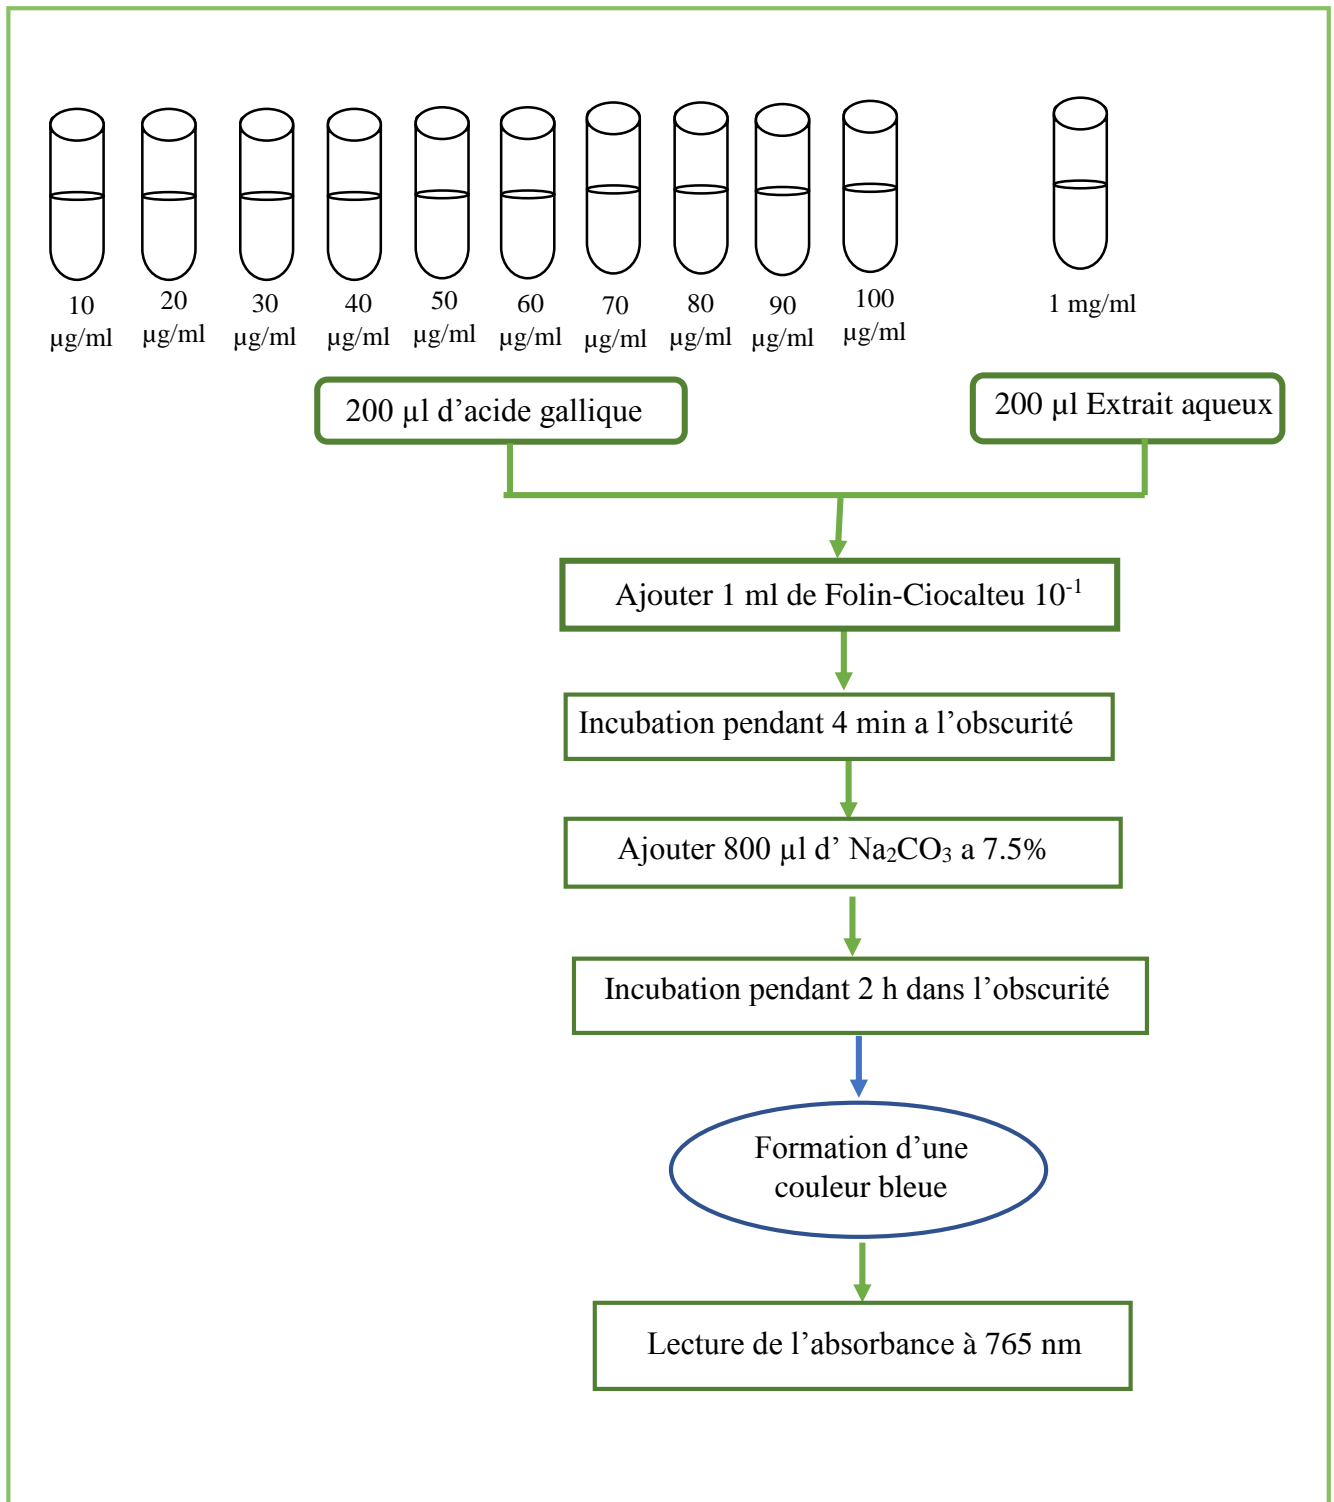 10
µg/ml
20
µg/ml
30
µg/ml
40
µg/ml
50
µg/ml
60
µg/ml
70
µg/ml
80
µg/ml
90
µg/ml
100
µg/ml
1 mg/ml
200 µl d’acide gallique
200 µl Extrait aqueux
Ajouter 1 ml de Folin-Ciocalteu 10⁻¹
Incubation pendant 4 min a l’obscurité
Ajouter 800 µl d’ Na₂CO₃ a 7.5%
Incubation pendant 2 h dans l’obscurité
Formation d’une
couleur bleue
Lecture de l’absorbance à 765 nm